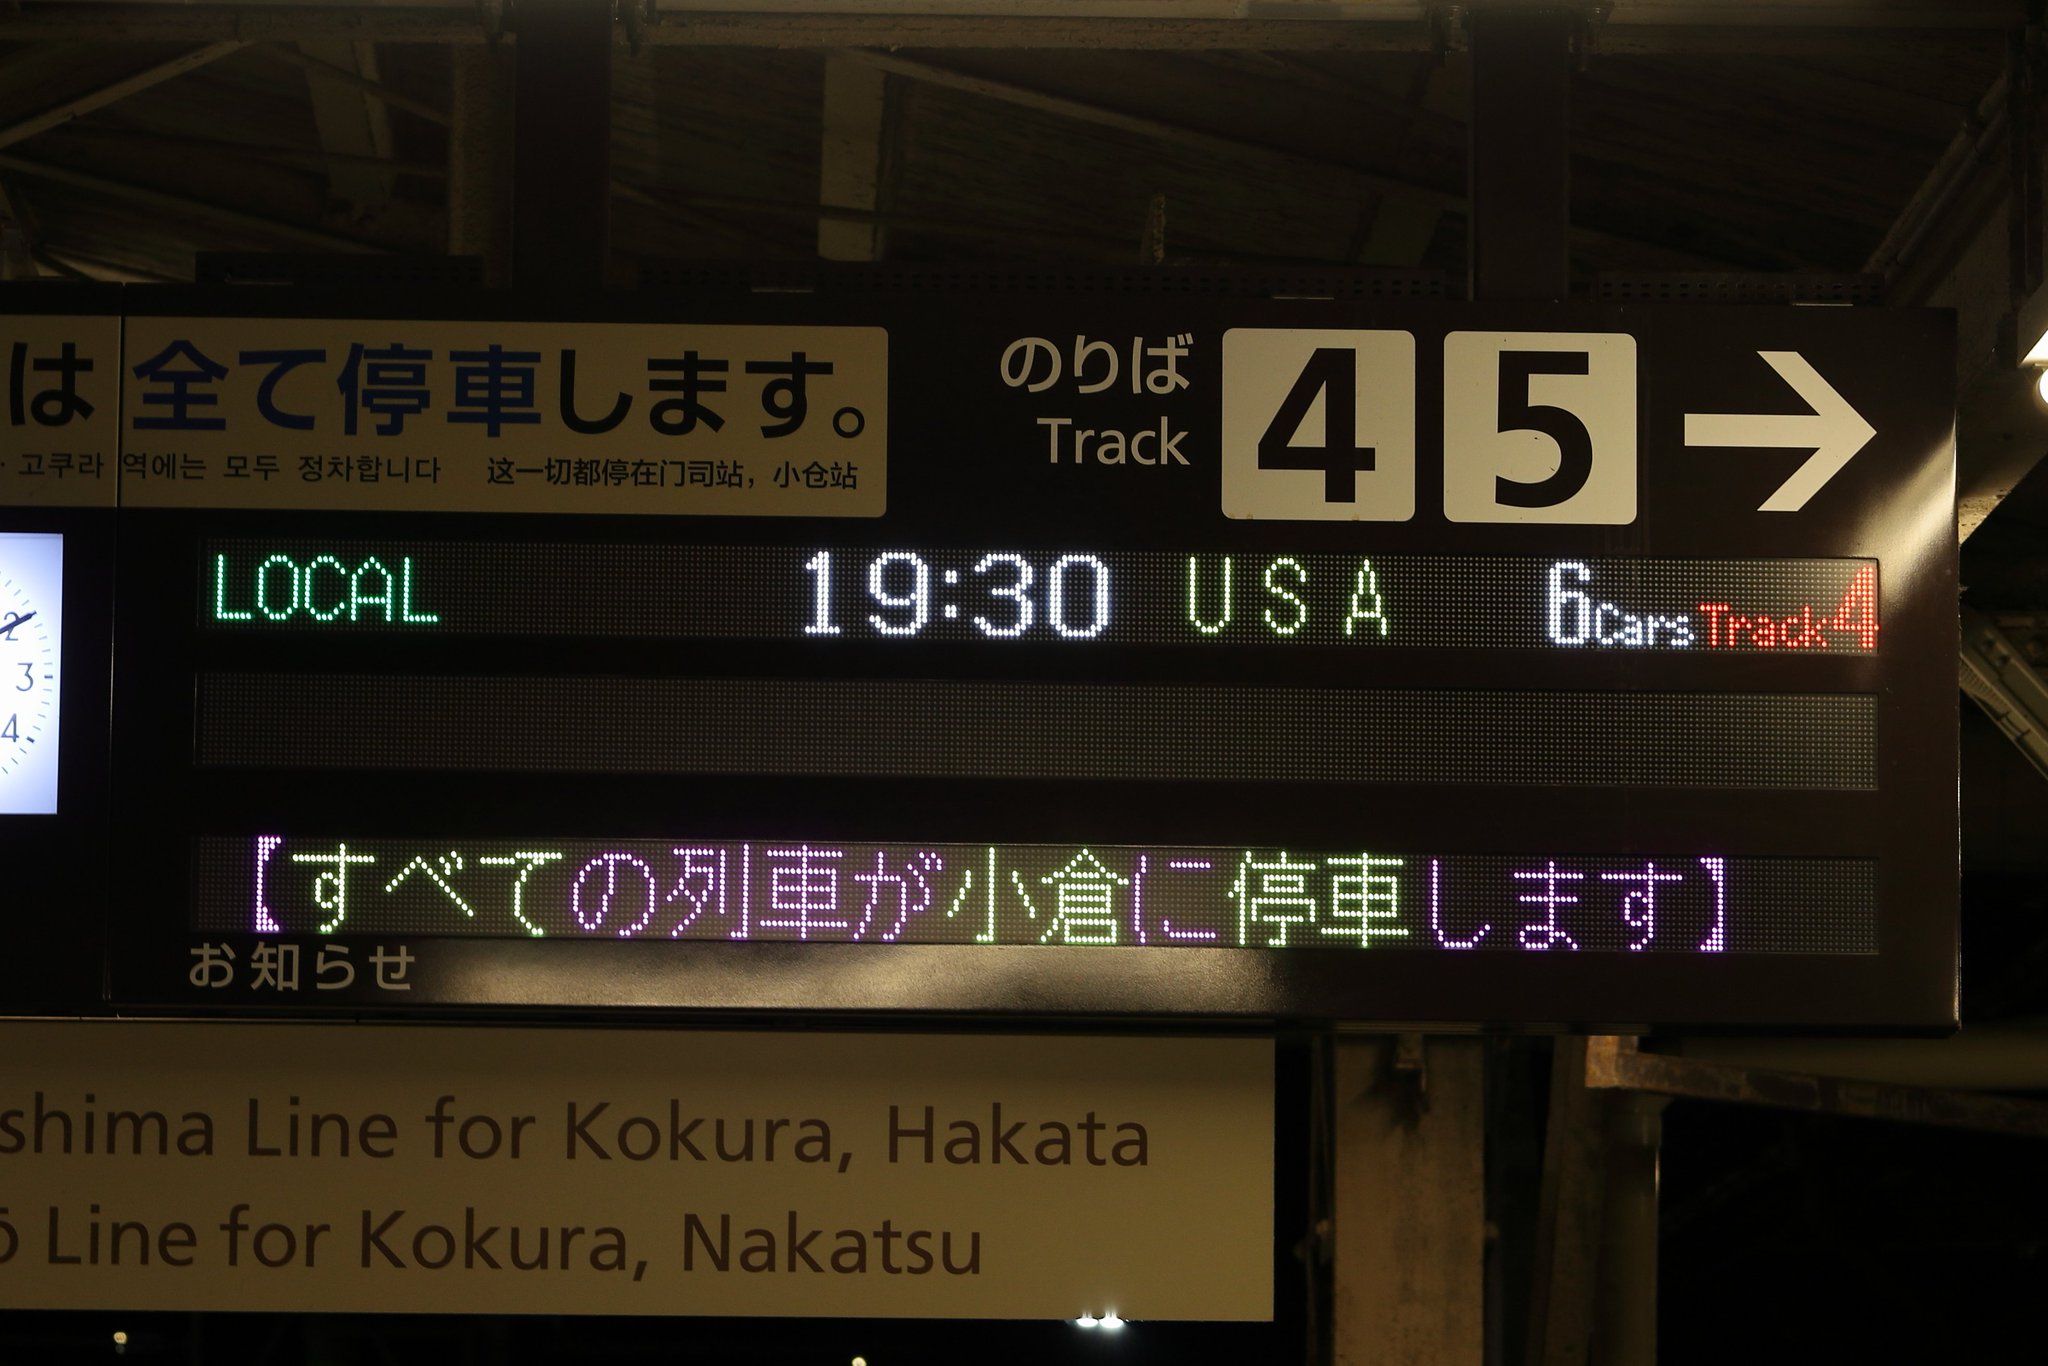 は 全て停車します。
고쿠라 역에는 모두 정차합니다 这一切都停在门司站，小仓站
のりば
Track
4 5
LOCAL 19:30 USA 6Cars Track4
2
3
4
【すべての列車が小倉に停車します】
お知らせ
shima Line for Kokura, Hakata
ō Line for Kokura, Nakatsu